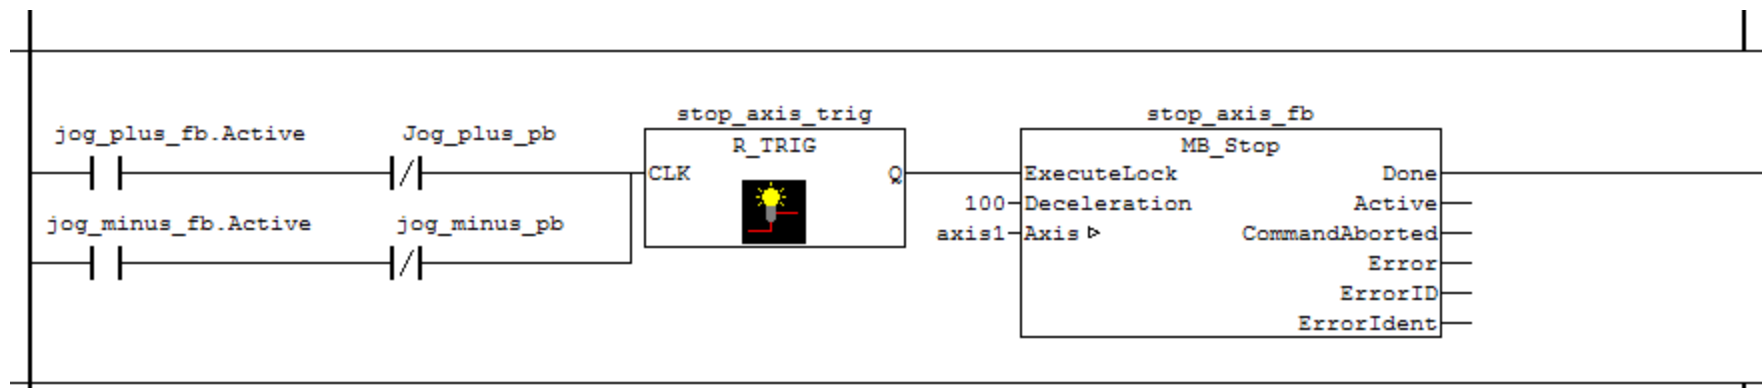 stop_axis_trig
stop_axis_fb
jog_plus_fb.Active
Jog_plus_pb
R_TRIG
MB_Stop
CLK
Q
ExecuteLock
Done
100
Deceleration
Active
jog_minus_fb.Active
jog_minus_pb
axis1
Axis
CommandAborted
Error
ErrorID
ErrorIdent